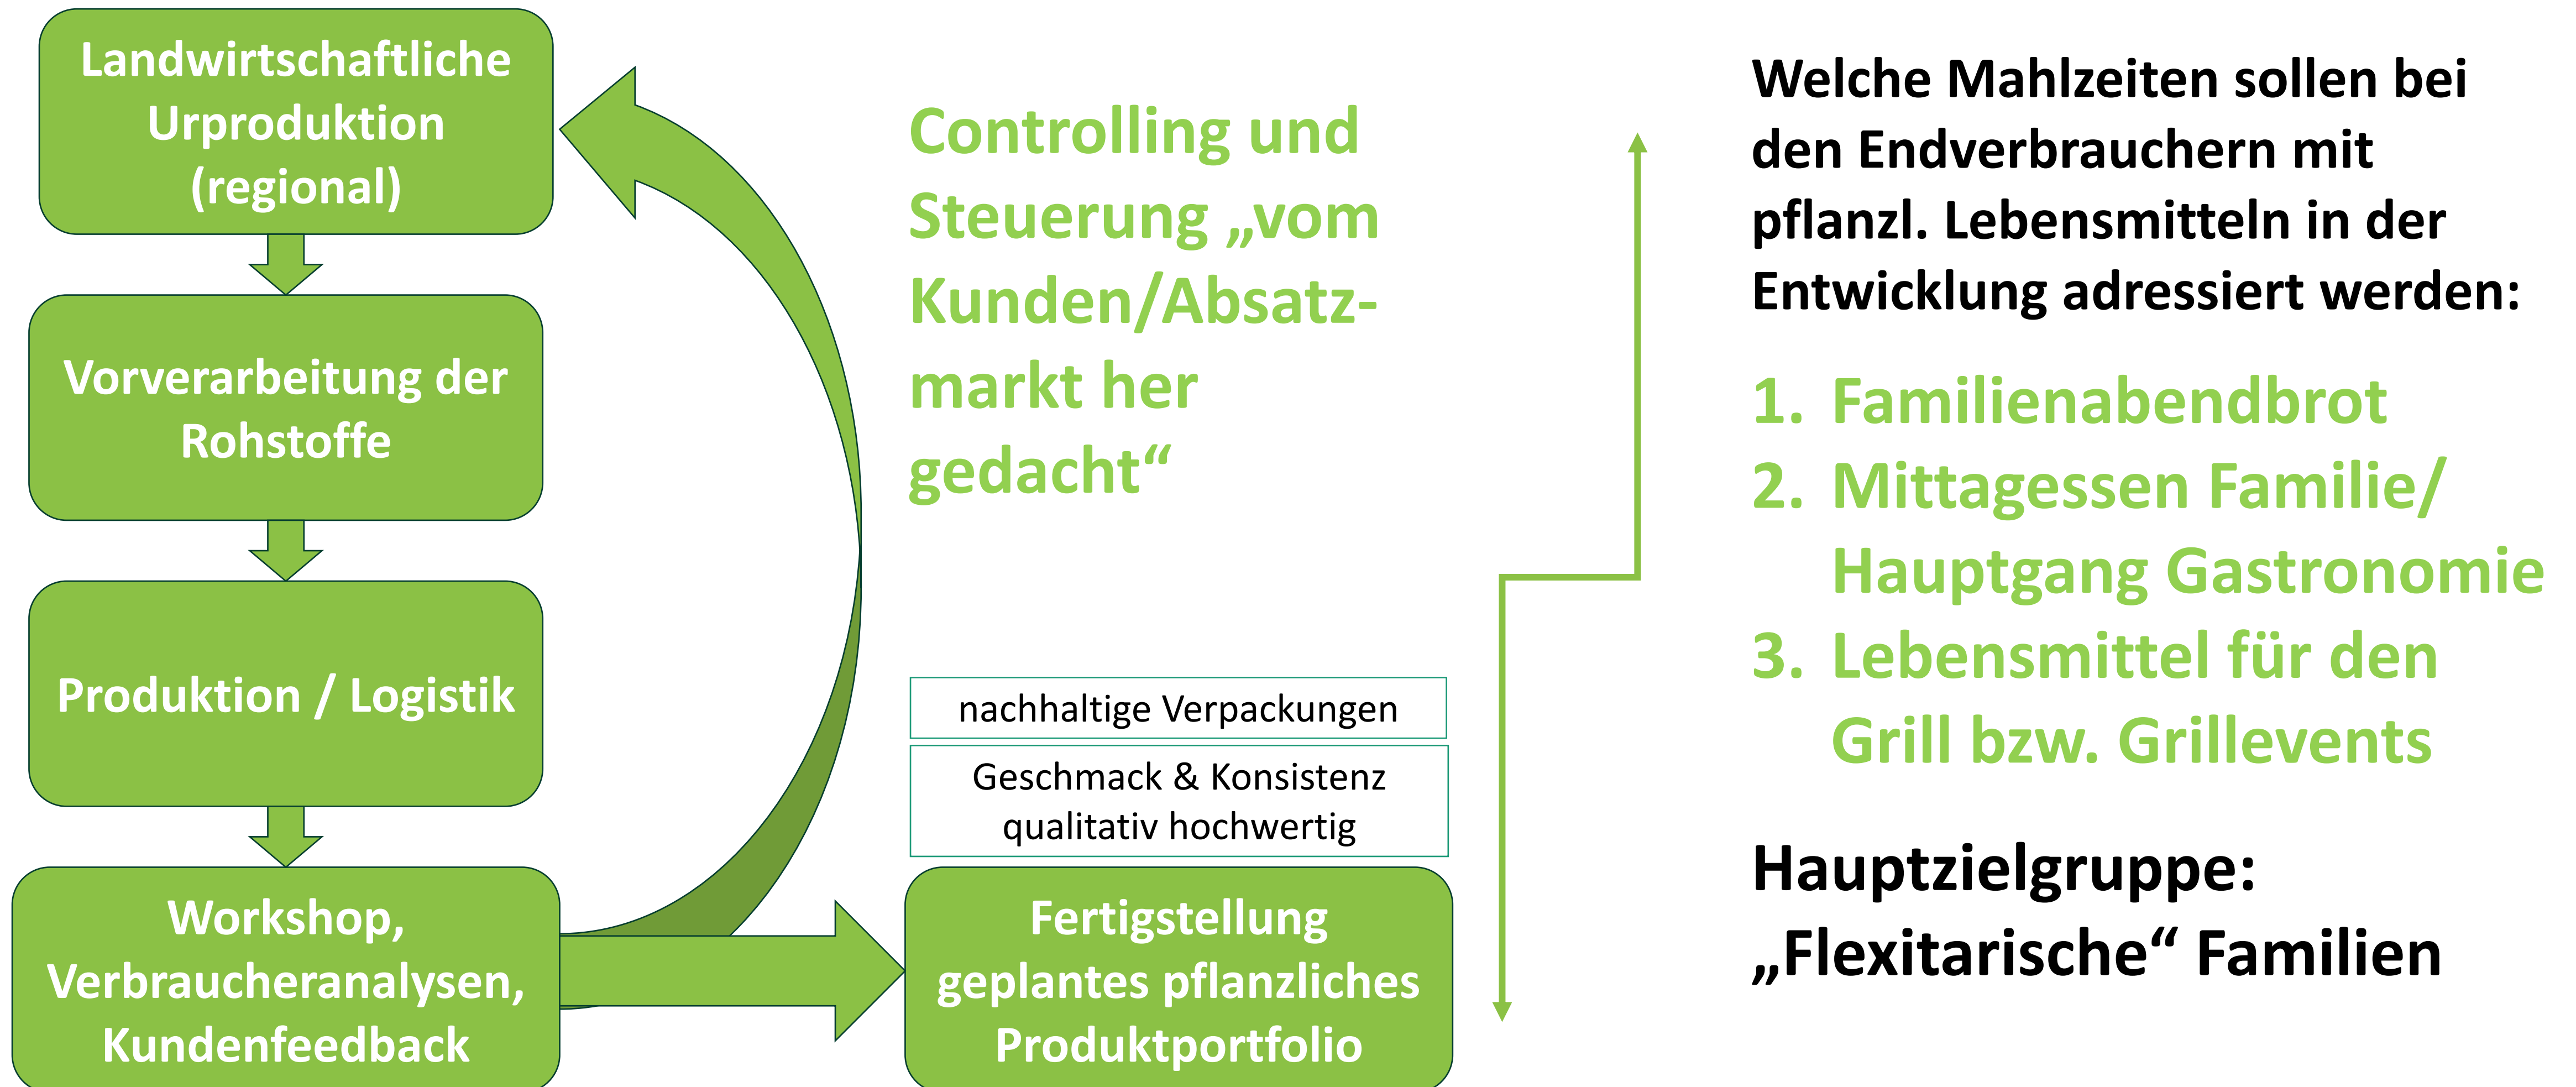 Landwirtschaftliche
Urproduktion
(regional)
Vorverarbeitung der
Rohstoffe
Produktion / Logistik
Workshop,
Verbraucheranalysen,
Kundenfeedback
Controlling und
Steuerung „vom
Kunden/Absatz-
markt her
gedacht“
nachhaltige Verpackungen
Geschmack & Konsistenz
qualitativ hochwertig
Fertigstellung
geplantes pflanzliches
Produktportfolio
Welche Mahlzeiten sollen bei
den Endverbrauchern mit
pflanzl. Lebensmitteln in der
Entwicklung adressiert werden:
1. Familienabendbrot
2. Mittagessen Familie/
Hauptgang Gastronomie
3. Lebensmittel für den
Grill bzw. Grillevents
Hauptzielgruppe:
„Flexitarische“ Familien